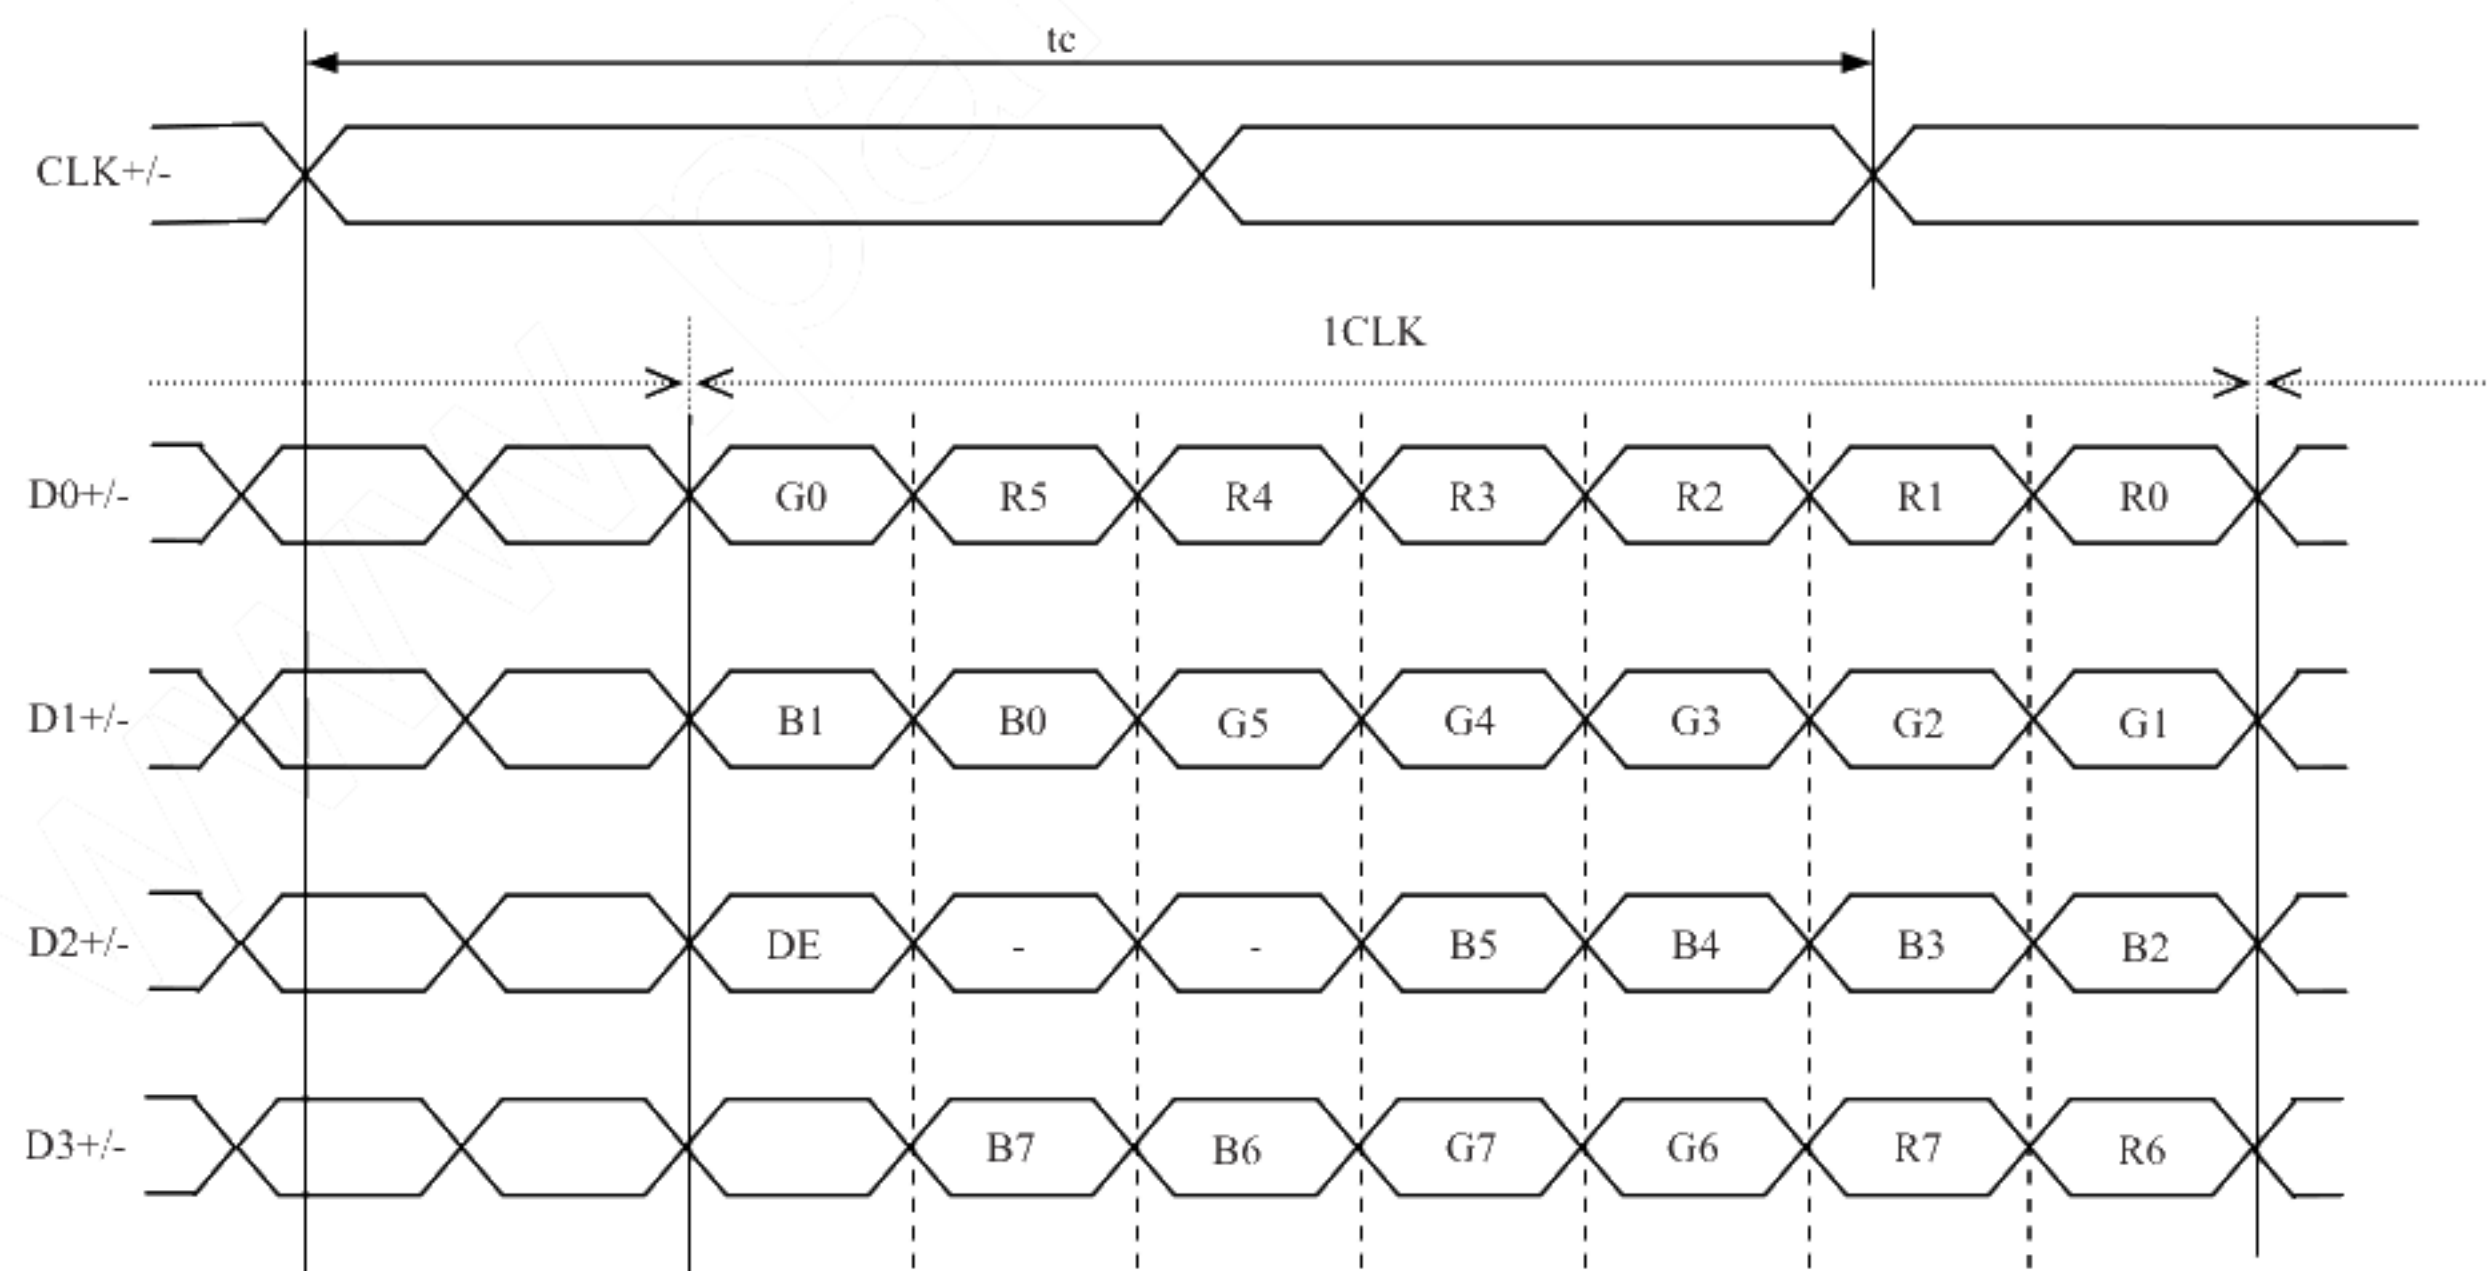 tc
CLK+/-
1CLK
D0+/- G0 R5 R4 R3 R2 R1 R0
D1+/- B1 B0 G5 G4 G3 G2 G1
D2+/- DE - - B5 B4 B3 B2
D3+/- B7 B6 G7 G6 R7 R6